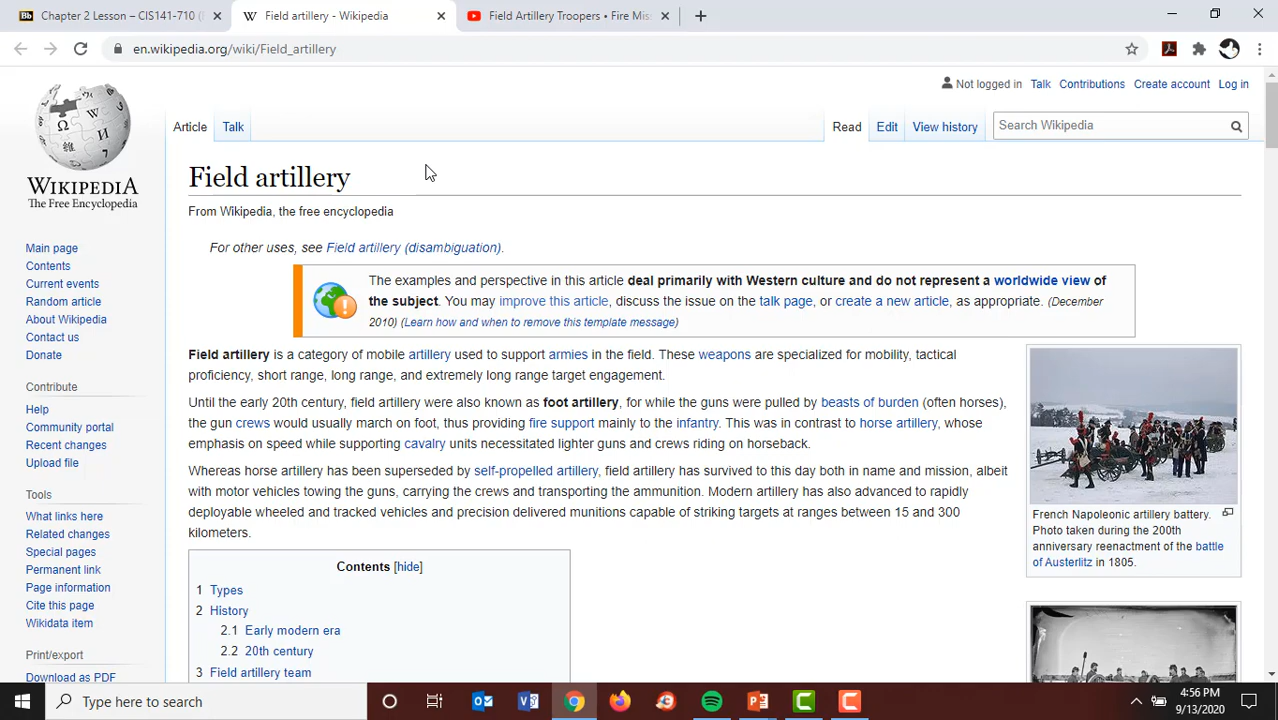 Chapter 2 Lesson – CIS141-710 (
Field artillery - Wikipedia
Field Artillery Troopers • Fire Mis
en.wikipedia.org/wiki/Field_artillery
Not logged in Talk Contributions Create account Log in
Article Talk Read Edit View history Search Wikipedia
WIKIPEDIA
The Free Encyclopedia
Main page
Contents
Current events
Random article
About Wikipedia
Contact us
Donate
Contribute
Help
Community portal
Recent changes
Upload file
Tools
What links here
Related changes
Special pages
Permanent link
Page information
Cite this page
Wikidata item
Print/export
Download as PDF
Field artillery
From Wikipedia, the free encyclopedia
For other uses, see Field artillery (disambiguation).
The examples and perspective in this article deal primarily with Western culture and do not represent a worldwide view of
the subject. You may improve this article, discuss the issue on the talk page, or create a new article, as appropriate. (December
2010) (Learn how and when to remove this template message)
Field artillery is a category of mobile artillery used to support armies in the field. These weapons are specialized for mobility, tactical
proficiency, short range, long range, and extremely long range target engagement.
Until the early 20th century, field artillery were also known as foot artillery, for while the guns were pulled by beasts of burden (often horses),
the gun crews would usually march on foot, thus providing fire support mainly to the infantry. This was in contrast to horse artillery, whose
emphasis on speed while supporting cavalry units necessitated lighter guns and crews riding on horseback.
Whereas horse artillery has been superseded by self-propelled artillery, field artillery has survived to this day both in name and mission, albeit
with motor vehicles towing the guns, carrying the crews and transporting the ammunition. Modern artillery has also advanced to rapidly
deployable wheeled and tracked vehicles and precision delivered munitions capable of striking targets at ranges between 15 and 300
kilometers.
Contents [hide]
1 Types
2 History
2.1 Early modern era
2.2 20th century
3 Field artillery team
French Napoleonic artillery battery.
Photo taken during the 200th
anniversary reenactment of the battle
of Austerlitz in 1805.
Type here to search
4:56 PM
9/13/2020